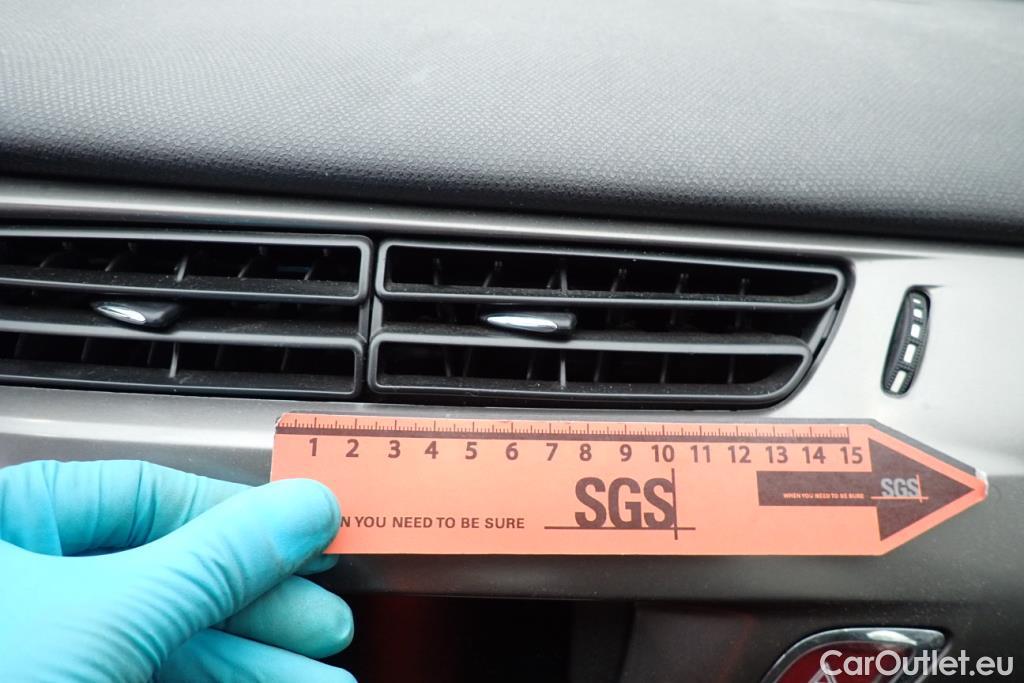 1 2 3 4 5 6 7 8 9 10 11 12 13 14 15
SGS
WHEN YOU NEED TO BE SURE SGS
N YOU NEED TO BE SURE
CarOutlet.eu